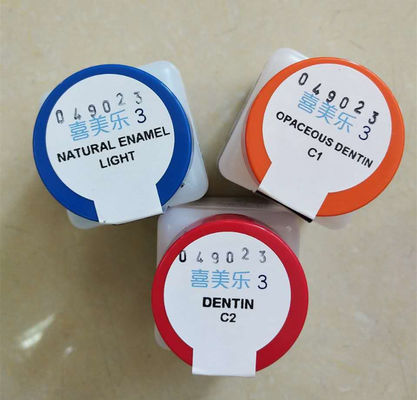 049023
喜美乐 3
NATURAL ENAMEL
LIGHT
049023
喜美乐 3
OPACEOUS DENTIN
C1
049023
喜美乐 3
DENTIN
C2